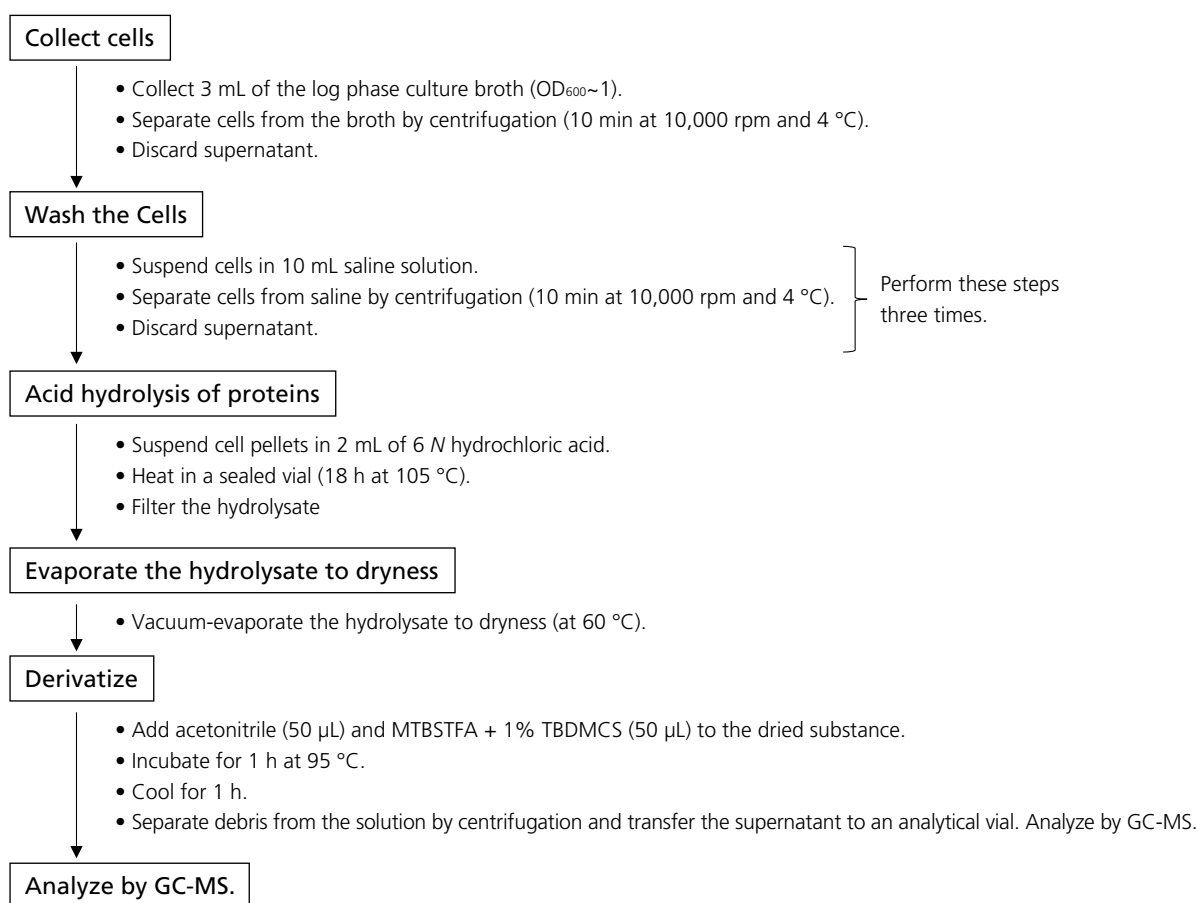 Collect cells
• Collect 3 mL of the log phase culture broth (OD₆₀₀~1).
• Separate cells from the broth by centrifugation (10 min at 10,000 rpm and 4 °C).
• Discard supernatant.
Wash the Cells
• Suspend cells in 10 mL saline solution.
• Separate cells from saline by centrifugation (10 min at 10,000 rpm and 4 °C).
• Discard supernatant.
Perform these steps
three times.
Acid hydrolysis of proteins
• Suspend cell pellets in 2 mL of 6 N hydrochloric acid.
• Heat in a sealed vial (18 h at 105 °C).
• Filter the hydrolysate
Evaporate the hydrolysate to dryness
• Vacuum-evaporate the hydrolysate to dryness (at 60 °C).
Derivatize
• Add acetonitrile (50 µL) and MTBSTFA + 1% TBDMCS (50 µL) to the dried substance.
• Incubate for 1 h at 95 °C.
• Cool for 1 h.
• Separate debris from the solution by centrifugation and transfer the supernatant to an analytical vial. Analyze by GC-MS.
Analyze by GC-MS.